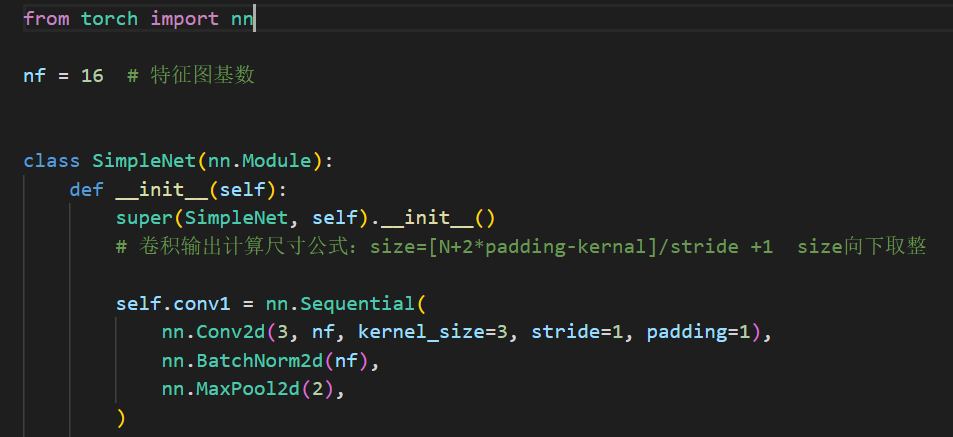 from torch import nn
nf = 16  # 特征图基数
class SimpleNet(nn.Module):
    def __init__(self):
        super(SimpleNet, self).__init__()
        # 卷积输出计算尺寸公式：size=[N+2*padding-kernal]/stride +1  size向下取整
        self.conv1 = nn.Sequential(
            nn.Conv2d(3, nf, kernel_size=3, stride=1, padding=1),
            nn.BatchNorm2d(nf),
            nn.MaxPool2d(2),
        )